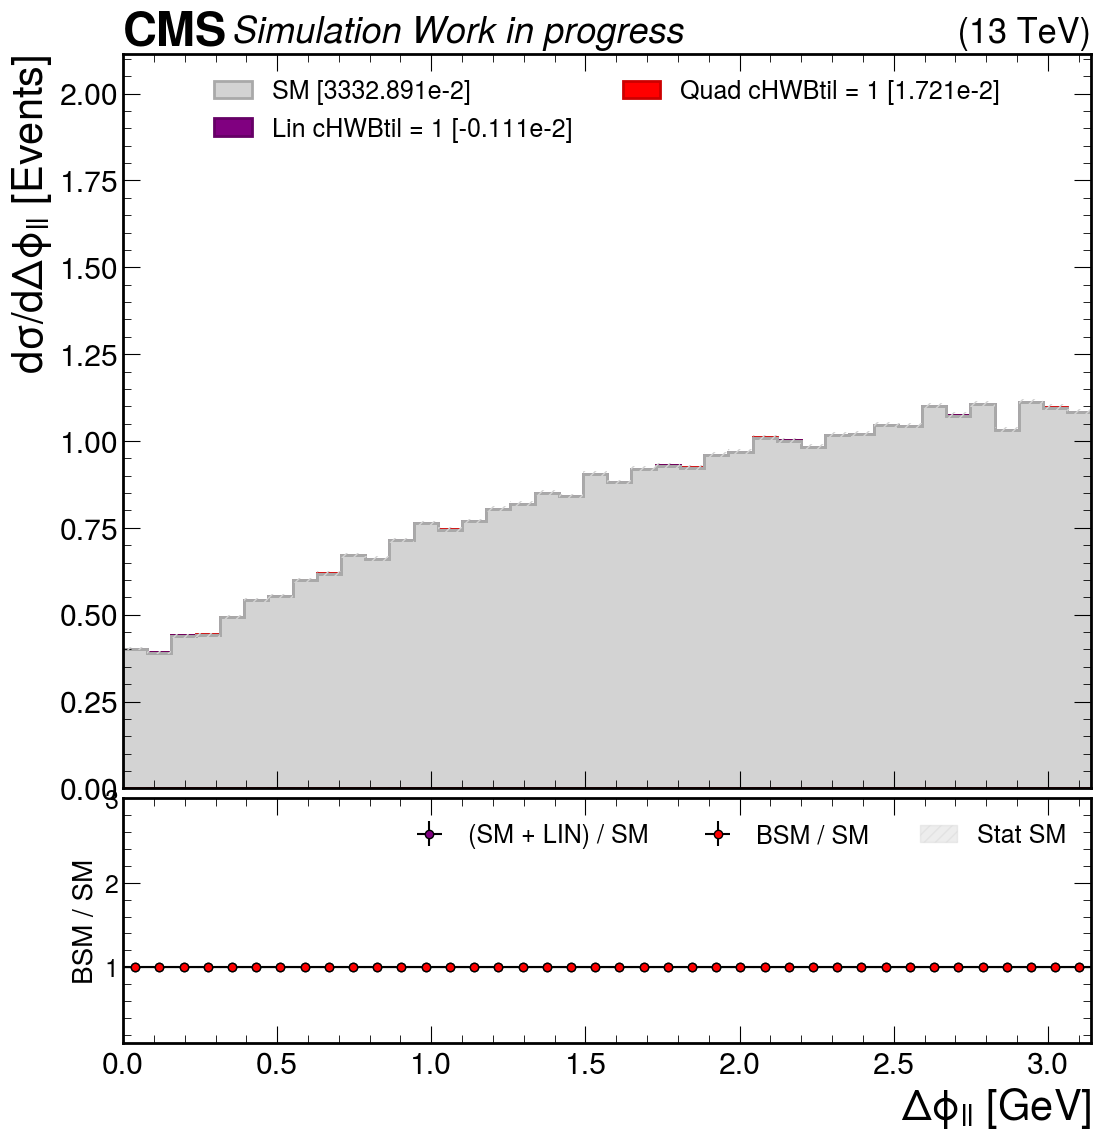 CMS Simulation Work in progress (13 TeV)
SM [3332.891e-2]
Quad cHWBtil = 1 [1.721e-2]
Lin cHWBtil = 1 [-0.111e-2]
dσ/dΔϕll [Events]
2.00
1.75
1.50
1.25
1.00
0.75
0.50
0.25
0.00
(SM + LIN) / SM
BSM / SM
Stat SM
BSM / SM
3
2
1
0.0 0.5 1.0 1.5 2.0 2.5 3.0
Δϕll [GeV]